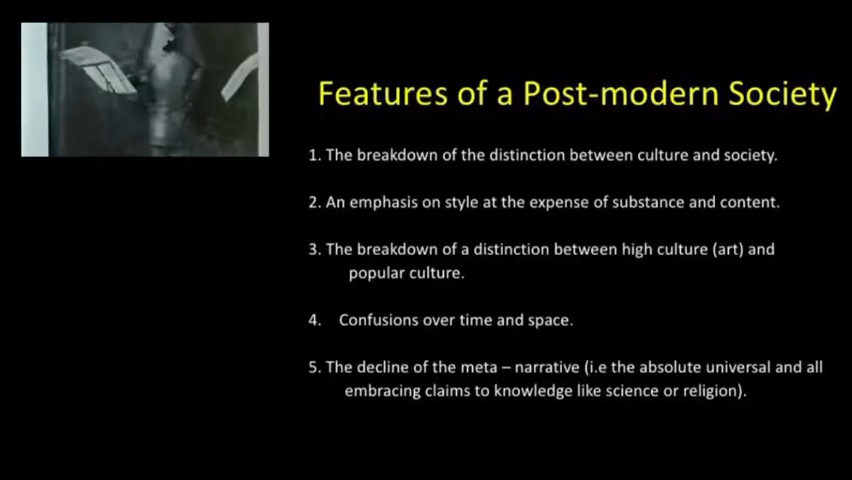 Features of a Post-modern Society
1. The breakdown of the distinction between culture and society.
2. An emphasis on style at the expense of substance and content.
3. The breakdown of a distinction between high culture (art) and
popular culture.
4. Confusions over time and space.
5. The decline of the meta – narrative (i.e the absolute universal and all
embracing claims to knowledge like science or religion).